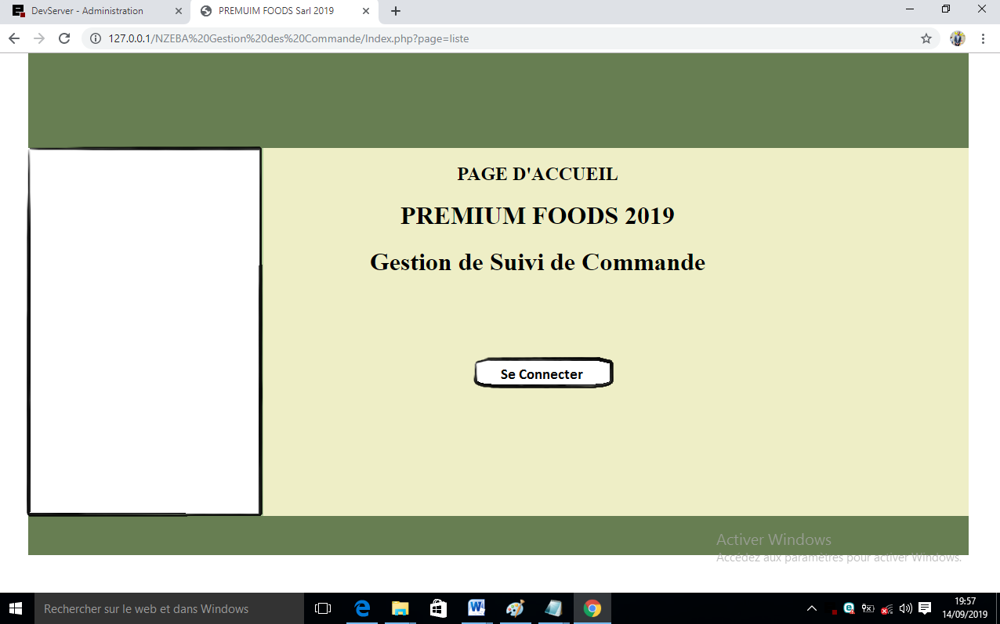 DevServer - Administration
PREMUIM FOODS Sarl 2019
127.0.0.1/NZEBA%20Gestion%20des%20Commande/Index.php?page=liste
PAGE D'ACCUEIL
PREMIUM FOODS 2019
Gestion de Suivi de Commande
Se Connecter
Activer Windows
Accédez aux paramètres pour activer Windows.
Rechercher sur le web et dans Windows
19:57
14/09/2019